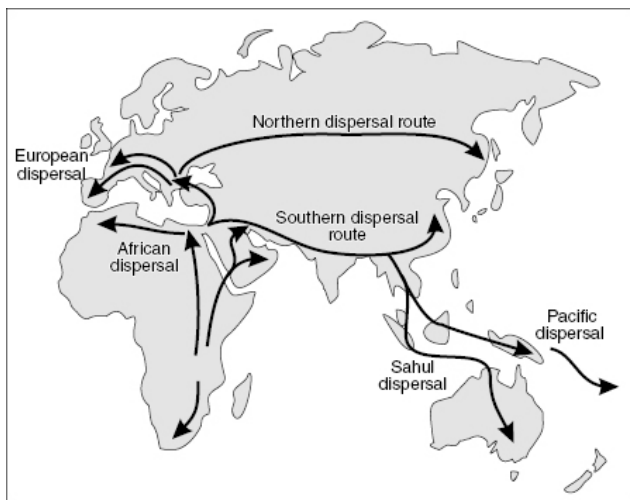 Northern dispersal route
European
dispersal
Southern dispersal
route
African
dispersal
Pacific
dispersal
Sahul
dispersal